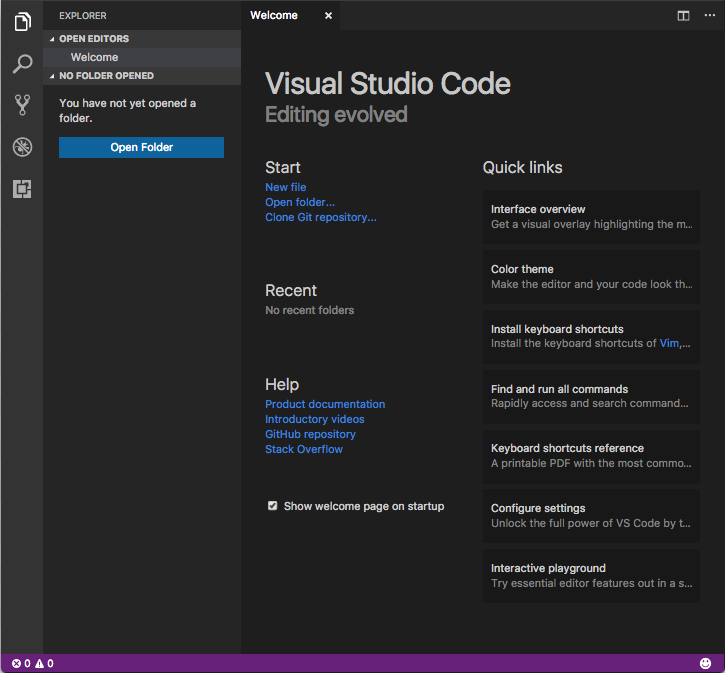 EXPLORER
OPEN EDITORS
Welcome
NO FOLDER OPENED
You have not yet opened a
folder.
Open Folder
Welcome
Visual Studio Code
Editing evolved
Start
New file
Open folder...
Clone Git repository...
Recent
No recent folders
Help
Product documentation
Introductory videos
GitHub repository
Stack Overflow
Show welcome page on startup
Quick links
Interface overview
Get a visual overlay highlighting the m...
Color theme
Make the editor and your code look th...
Install keyboard shortcuts
Install the keyboard shortcuts of Vim,...
Find and run all commands
Rapidly access and search command...
Keyboard shortcuts reference
A printable PDF with the most commo...
Configure settings
Unlock the full power of VS Code by t...
Interactive playground
Try essential editor features out in a s...
0 0